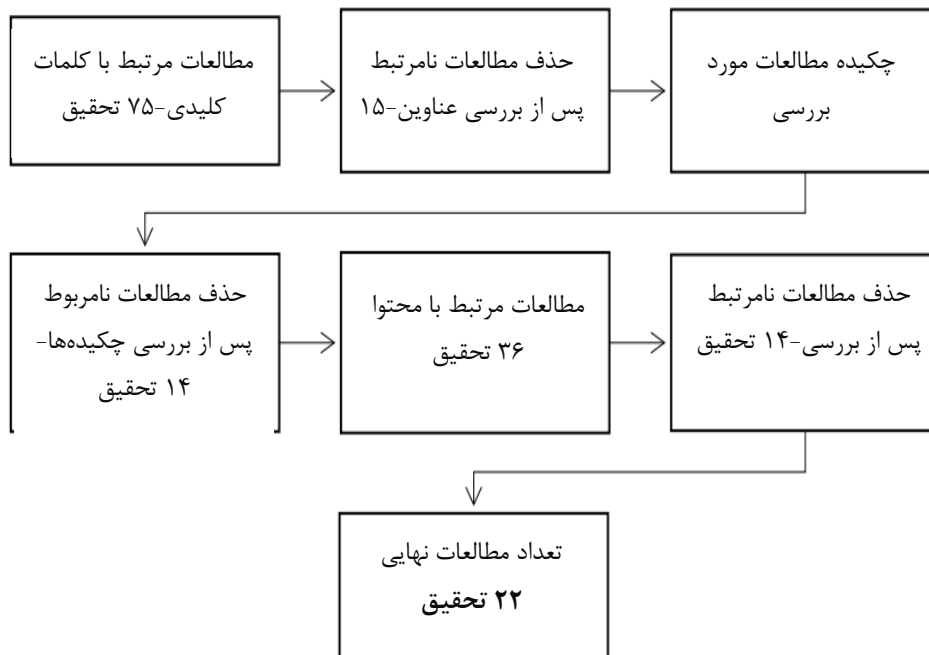 مطالعات مرتبط با کلمات
کلیدی-۷۵ تحقیق
حذف مطالعات نامرتبط
پس از بررسی عناوین-۱۵
چکیده مطالعات مورد
بررسی
حذف مطالعات نامربوط
پس از بررسی چکیده‌ها-
۱۴ تحقیق
مطالعات مرتبط با محتوا
۳۶ تحقیق
حذف مطالعات نامرتبط
پس از بررسی-۱۴ تحقیق
تعداد مطالعات نهایی
۲۲ تحقیق